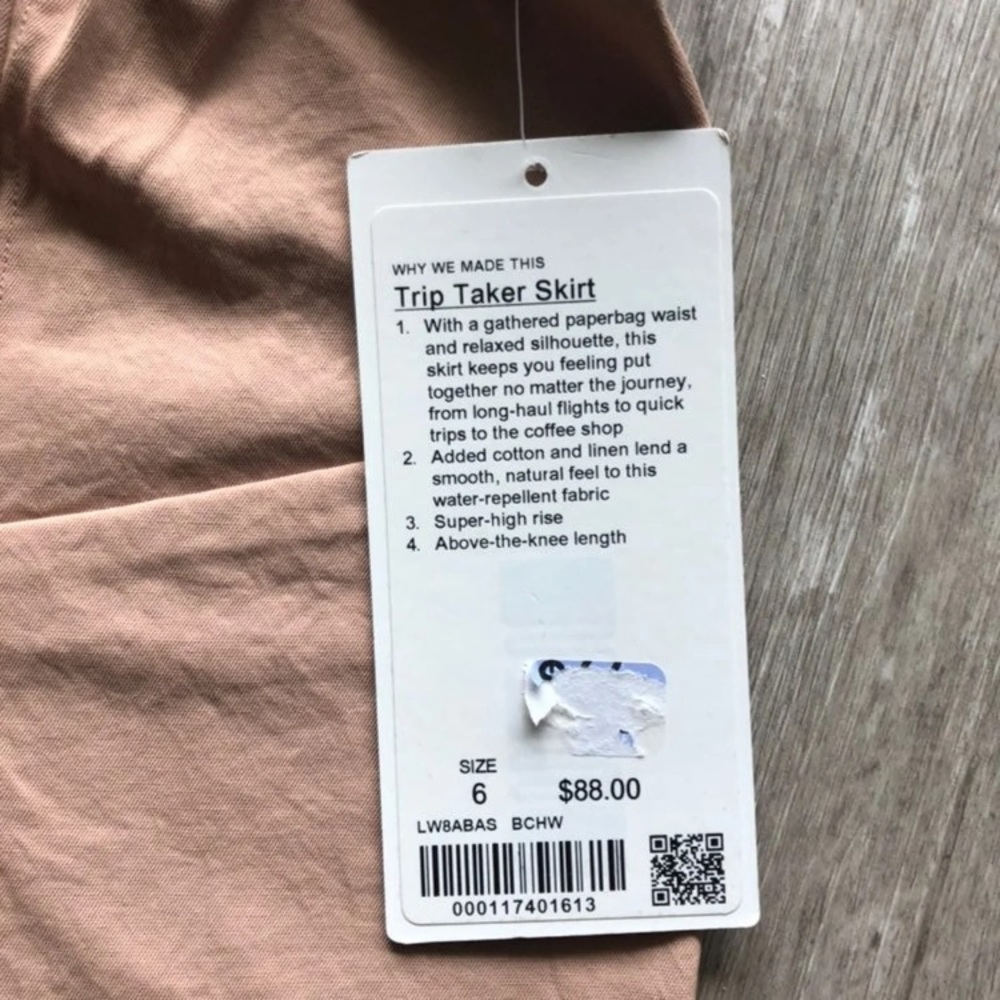 WHY WE MADE THIS
Trip Taker Skirt
1. With a gathered paperbag waist
and relaxed silhouette, this
skirt keeps you feeling put
together no matter the journey,
from long-haul flights to quick
trips to the coffee shop
2. Added cotton and linen lend a
smooth, natural feel to this
water-repellent fabric
3. Super-high rise
4. Above-the-knee length
SIZE
6 $88.00
LW8ABAS BCHW
000117401613